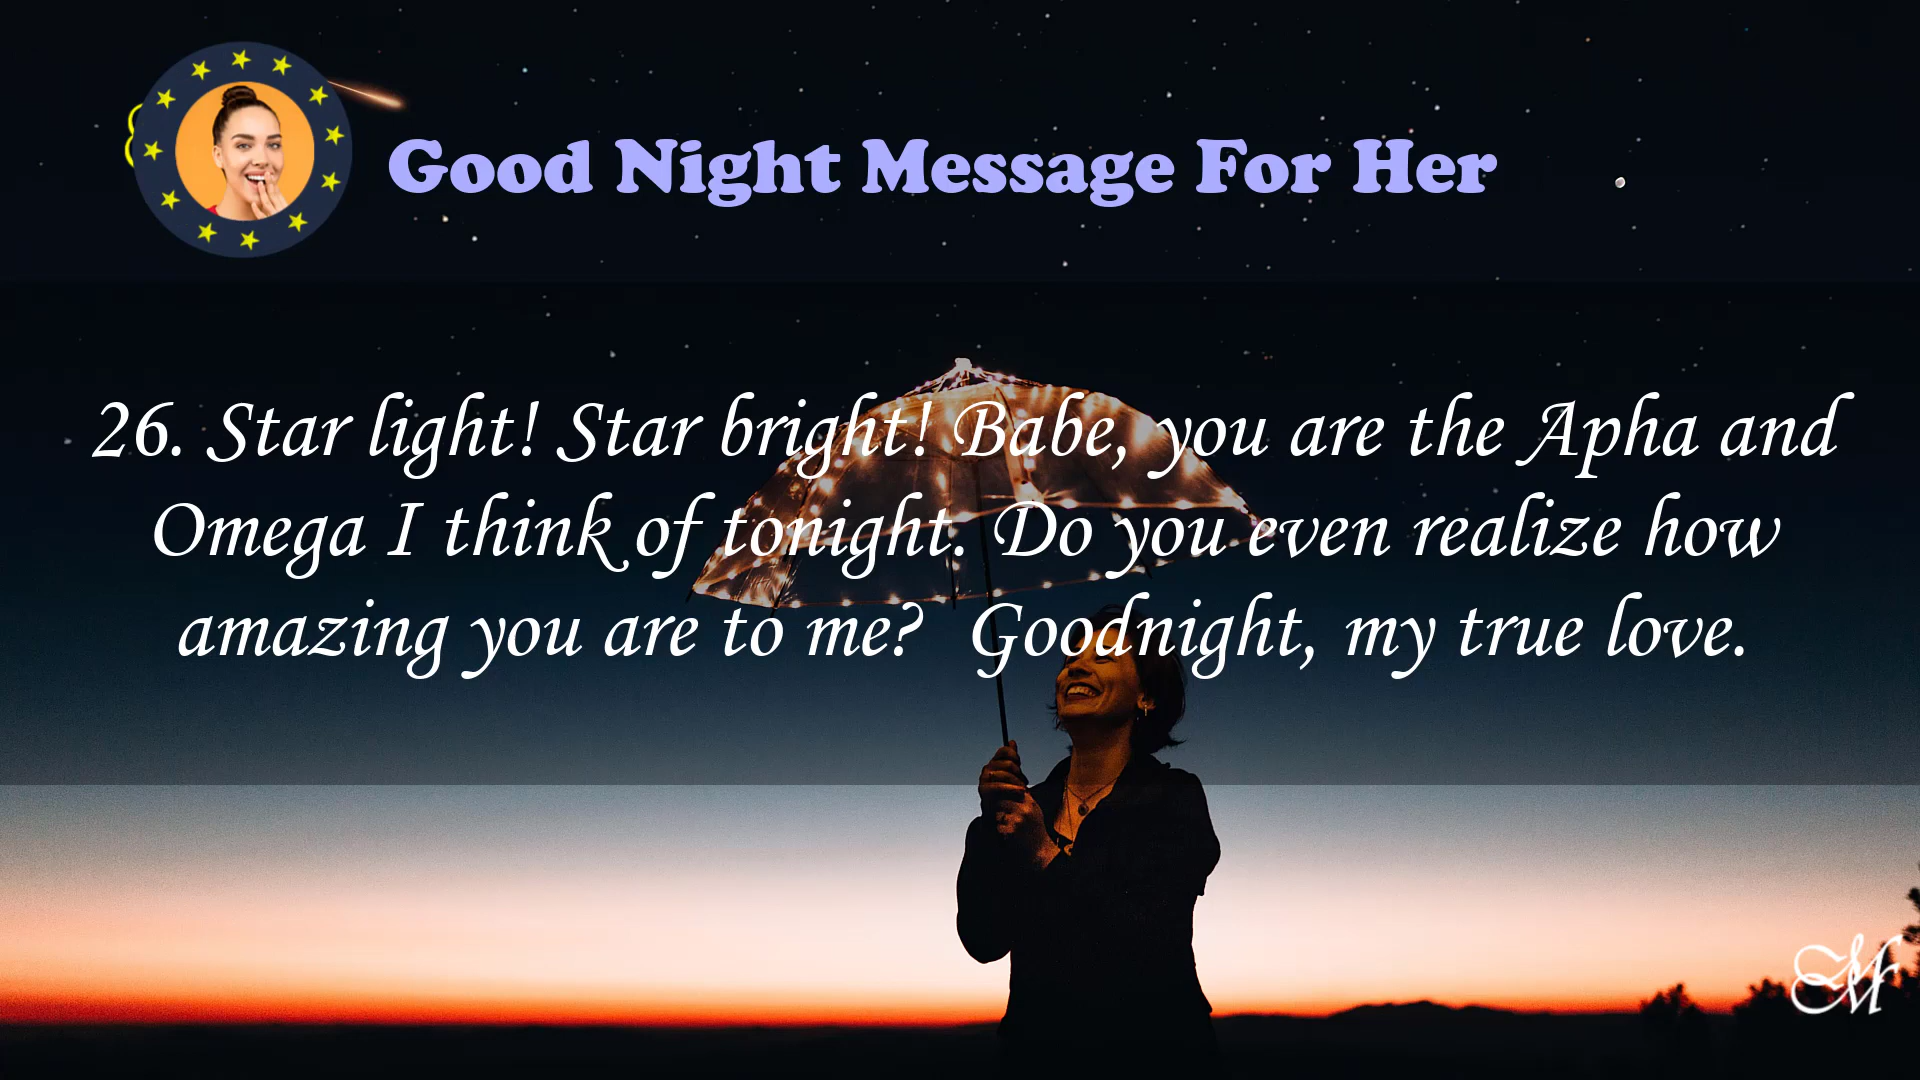 Good Night Message For Her
26. Star light! Star bright! Babe, you are the Apha and
Omega I think of tonight. Do you even realize how
amazing you are to me?  Goodnight, my true love.
M